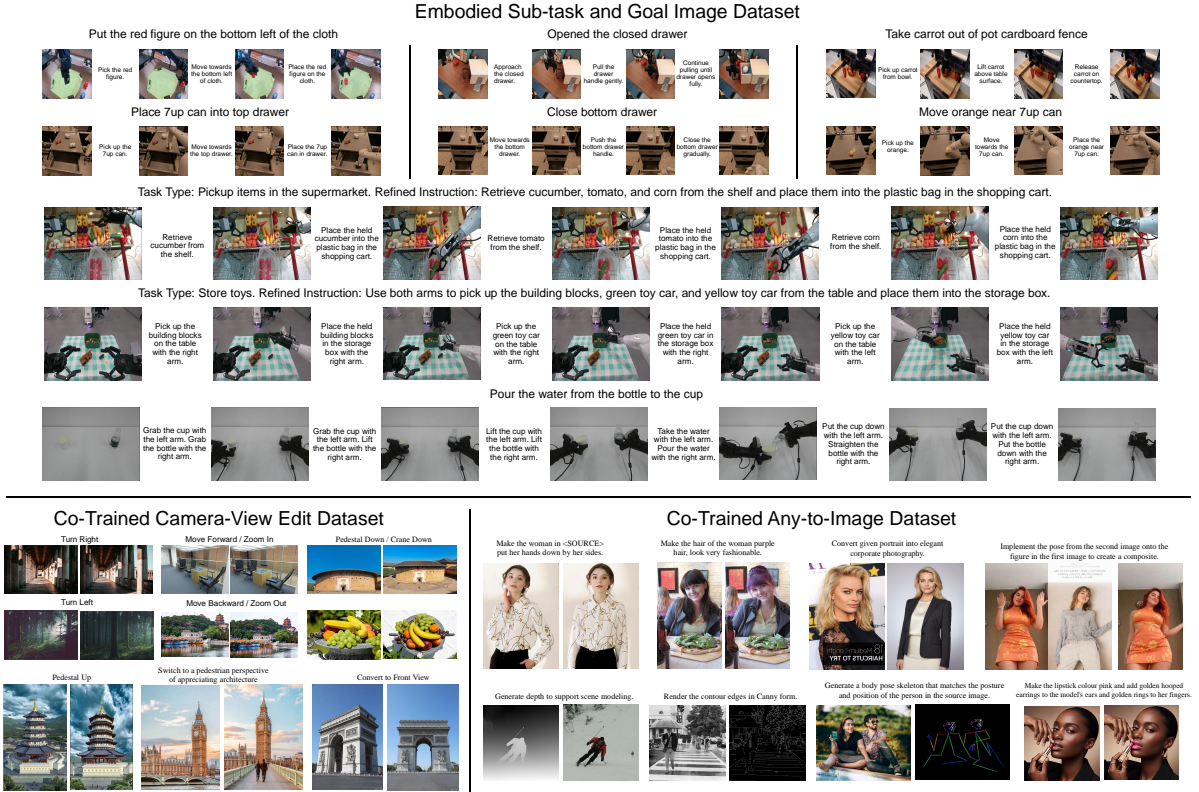 Embodied Sub-task and Goal Image Dataset
Put the red figure on the bottom left of the cloth
Pick the red
figure.
Move towards
the bottom left
of cloth.
Place the red
figure on the
cloth.
Opened the closed drawer
Approach
the closed
drawer.
Pull the
drawer
handle gently.
Continue
pulling until
drawer opens
fully.
Take carrot out of pot cardboard fence
Pick up carrot
from bowl.
Lift carrot
above table
surface.
Release
carrot on
countertop.
Place 7up can into top drawer
Pick up the
7up can.
Move towards
the top drawer.
Place the 7up
can in drawer.
Close bottom drawer
Move towards
the bottom
drawer.
Push the
bottom drawer
handle.
Close the
bottom drawer
gradually.
Move orange near 7up can
Pick up the
orange.
Move
towards the
7up can.
Place the
orange near
7up can.
Task Type: Pickup items in the supermarket. Refined Instruction: Retrieve cucumber, tomato, and corn from the shelf and place them into the plastic bag in the shopping cart.
Retrieve
cucumber from
the shelf.
Place the held
cucumber into the
plastic bag in the
shopping cart.
Retrieve tomato
from the shelf.
Place the held
tomato into the
plastic bag in the
shopping cart.
Retrieve corn
from the shelf.
Place the held
corn into the
plastic bag in the
shopping cart.
Task Type: Store toys. Refined Instruction: Use both arms to pick up the building blocks, green toy car, and yellow toy car from the table and place them into the storage box.
Pick up the
building blocks
on the table
with the right
arm.
Place the held
building blocks
in the storage
box with the
right arm.
Pick up the
green toy car
on the table
with the right
arm.
Place the held
green toy car in
the storage box
with the right
arm.
Pick up the
yellow toy car
on the table
with the left
arm.
Place the held
yellow toy car
in the storage
box with the left
arm.
Pour the water from the bottle to the cup
Grab the cup with
the left arm. Grab
the bottle with the
right arm.
Grab the cup with
the left arm. Lift
the bottle with the
right arm.
Lift the cup with
the left arm. Lift
the bottle with the
right arm.
Take the water
with the left arm.
Pour the water
with the right arm.
Put the cup down
with the left arm.
Straighten the
bottle with the
right arm.
Put the cup down
with the left arm.
Put the bottle
down with the
right arm.
Co-Trained Camera-View Edit Dataset
Turn Right
Move Forward / Zoom In
Pedestal Down / Crane Down
Turn Left
Move Backward / Zoom Out
Pedestal Up
Switch to a pedestrian perspective
of appreciating architecture
Convert to Front View
Co-Trained Any-to-Image Dataset
Make the woman in <SOURCE>
put her hands down by her sides.
Make the hair of the woman purple
hair, look very fashionable.
Convert given portrait into elegant
corporate photography.
Implement the pose from the second image onto the
figure in the first image to create a composite.
18 Medium-Length
HAIRCUTS TO TRY
Generate depth to support scene modeling.
Render the contour edges in Canny form.
Generate a body pose skeleton that matches the posture
and position of the person in the source image.
Make the lipstick colour pink and add golden hooped
earrings to the model's ears and golden rings to her fingers.